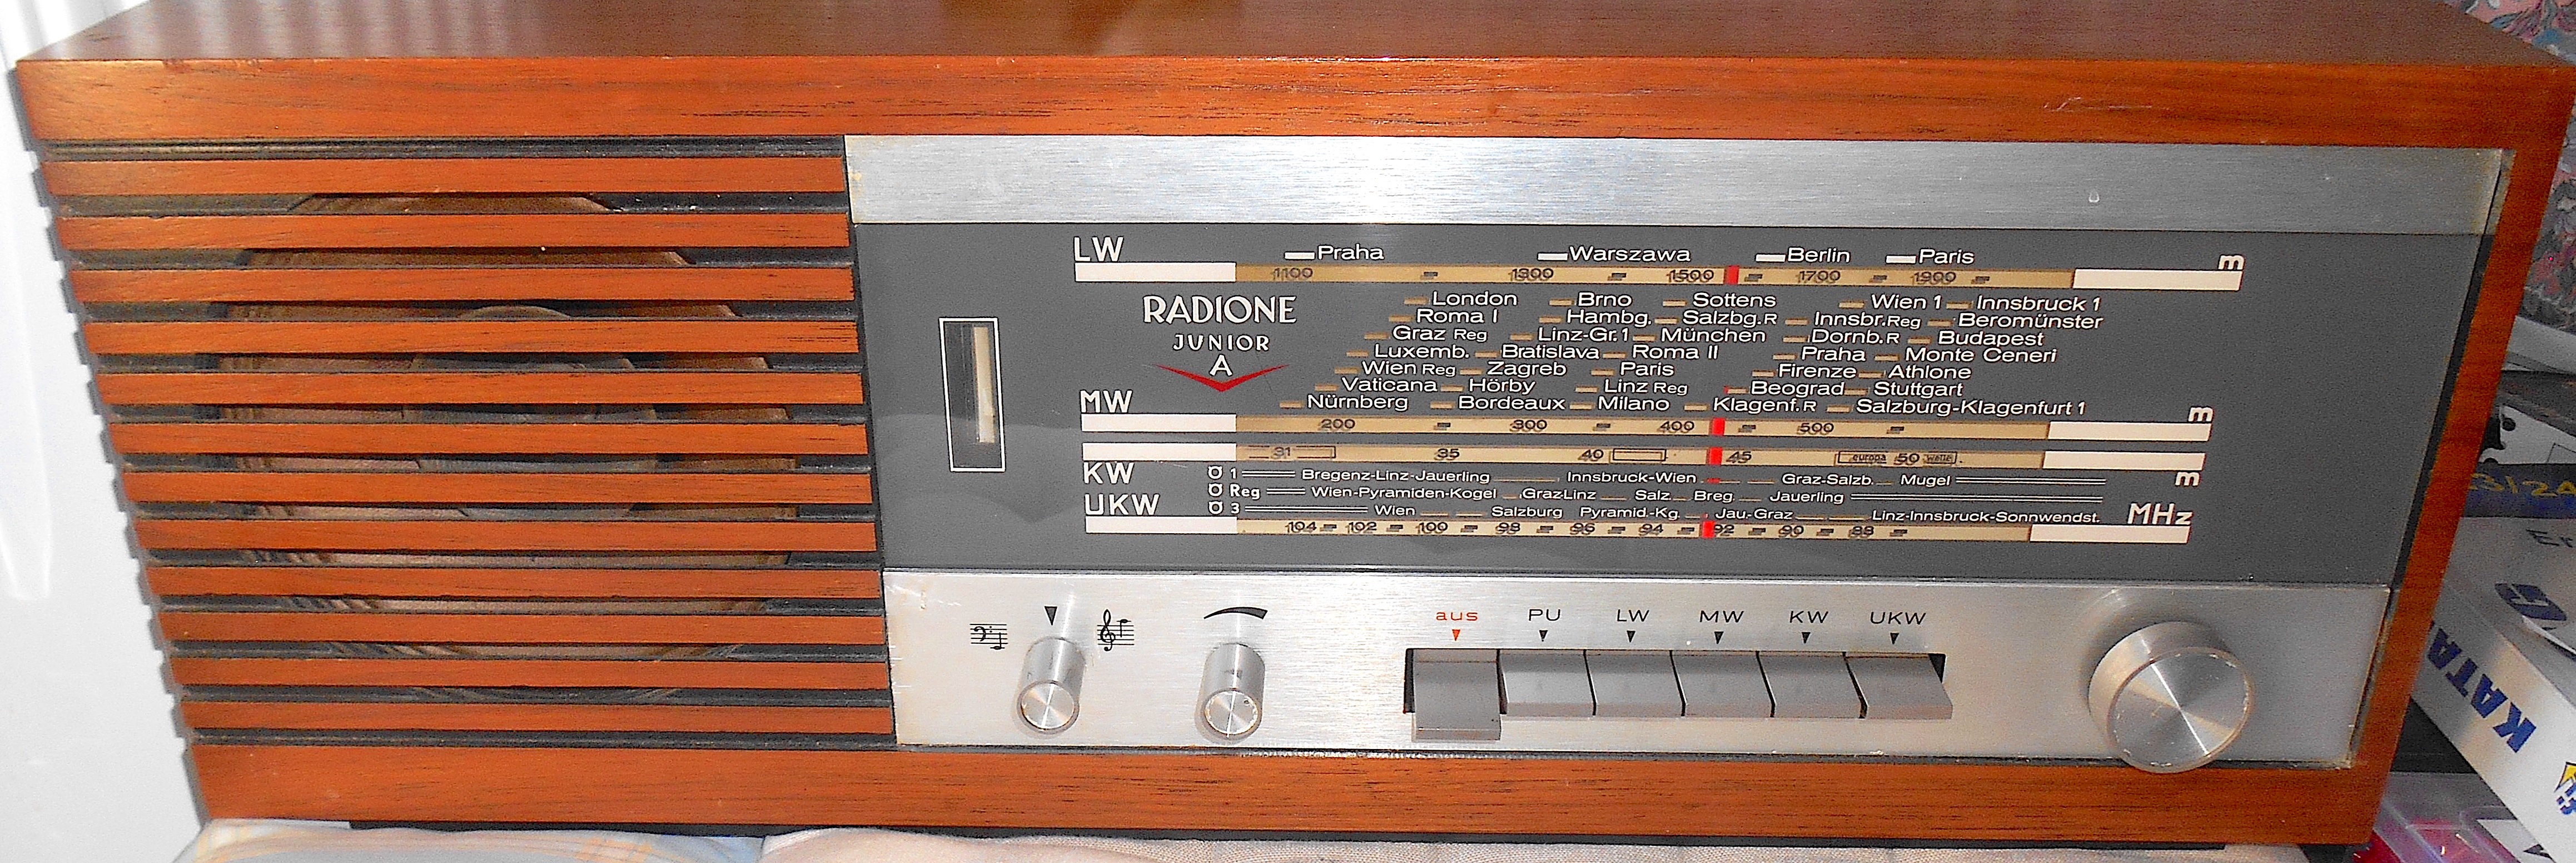 LW Praha Warszawa Berlin Paris m
1100 1300 1500 1700 1900
RADIONE
JUNIOR
A
London Brno Sottens Wien 1 Innsbruck 1
Roma I Hambg. Salzbg.R Innsbr.Reg Beromünster
Graz Reg Linz-Gr.1 München Dornb.R Budapest
Luxemb. Bratislava Roma II Praha Monte Ceneri
Wien Reg Zagreb Paris Firenze Athlone
Vaticana Hörby Linz Reg Beograd Stuttgart
MW Nürnberg Bordeaux Milano Klagenf.R Salzburg-Klagenfurt 1 m
200 300 400 500
31 35 40 45 europa 50 welle
KW 1 Bregenz-Linz-Jauerling Innsbruck-Wien Graz-Salzb. Mugel m
UKW Reg Wien-Pyramiden-Kogel Graz Linz Salz. Breg. Jauerling
3 Wien Salzburg Pyramid.-Kg. Jau-Graz Linz-Innsbruck-Sonnwendst. MHz
104 102 100 98 96 94 92 90 88
aus PU LW MW KW UKW
KATA